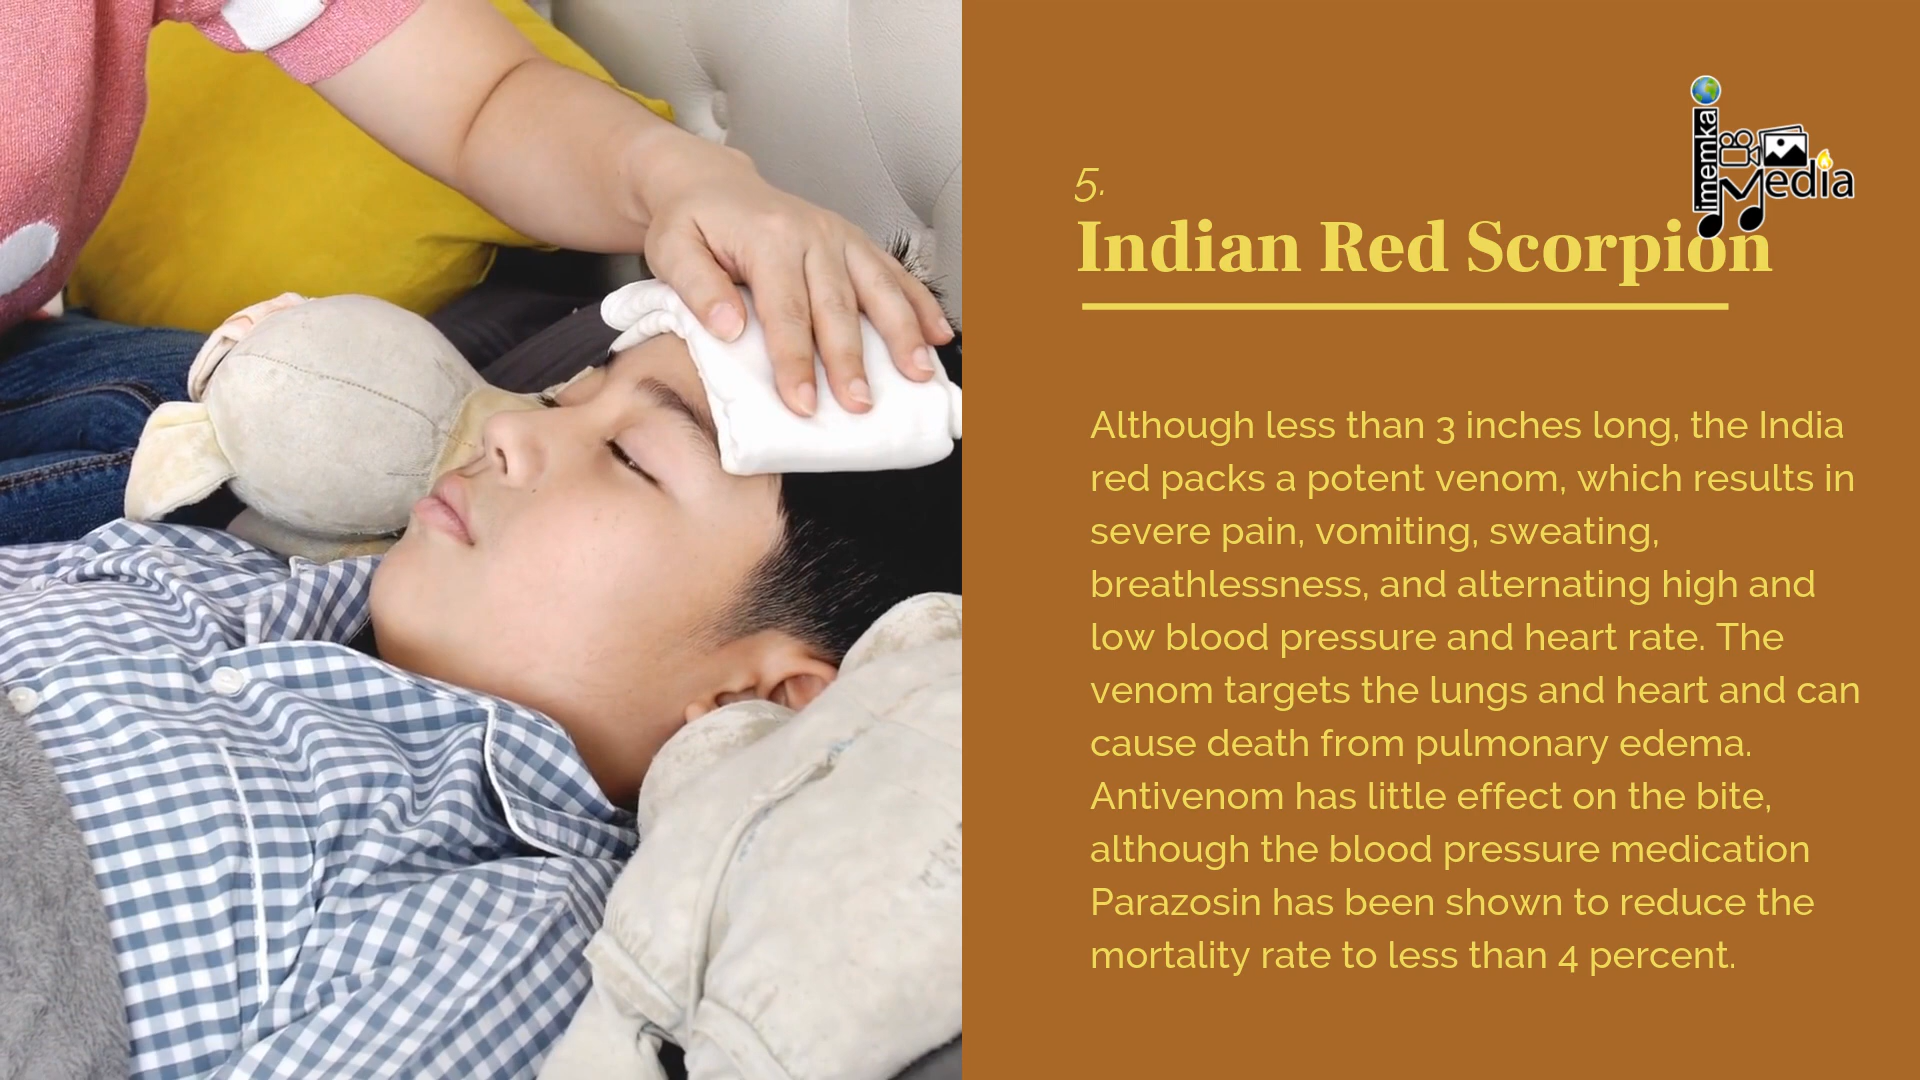 imemka
Media
5.
Indian Red Scorpion
Although less than 3 inches long, the India
red packs a potent venom, which results in
severe pain, vomiting, sweating,
breathlessness, and alternating high and
low blood pressure and heart rate. The
venom targets the lungs and heart and can
cause death from pulmonary edema.
Antivenom has little effect on the bite,
although the blood pressure medication
Parazosin has been shown to reduce the
mortality rate to less than 4 percent.